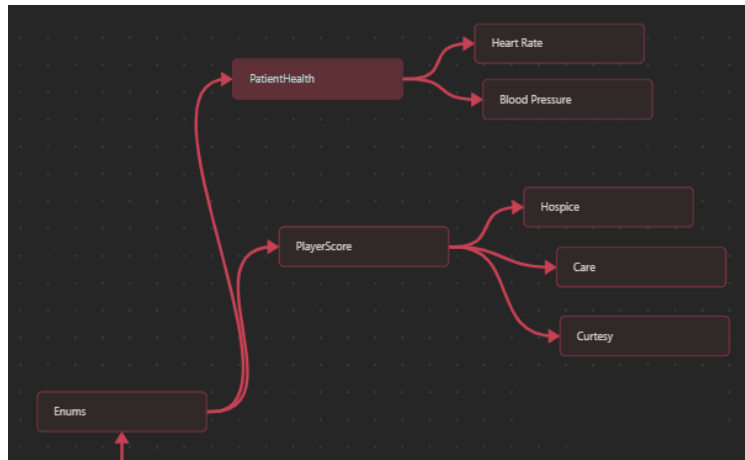 Heart Rate
PatientHealth
Blood Pressure
Hospice
PlayerScore
Care
Curtesy
Enums